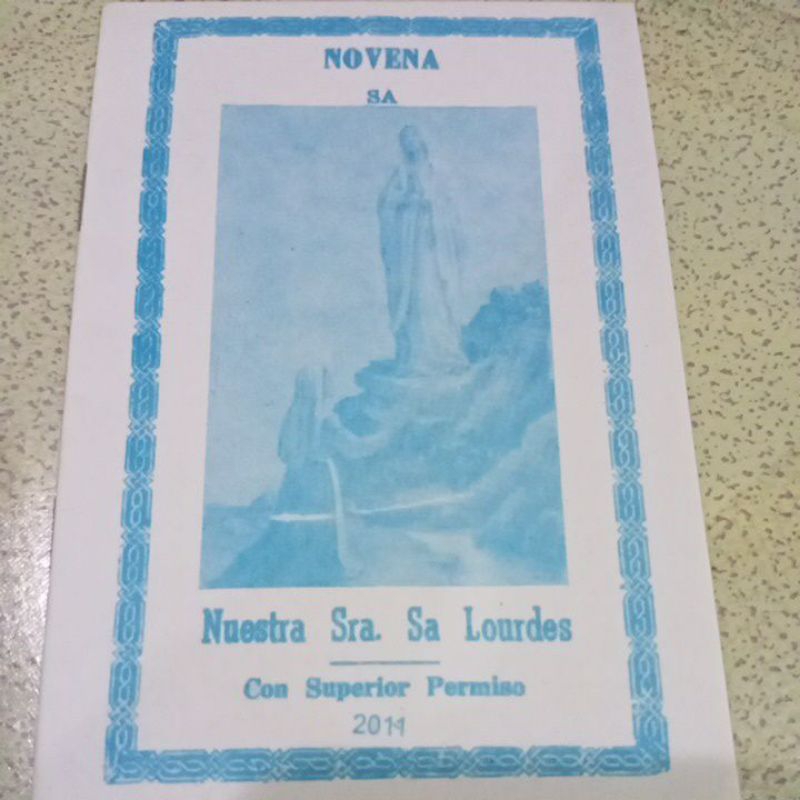 NOVENA
SA
Nuestra Sra. Sa Lourdes
Con Superior Permiso
2011